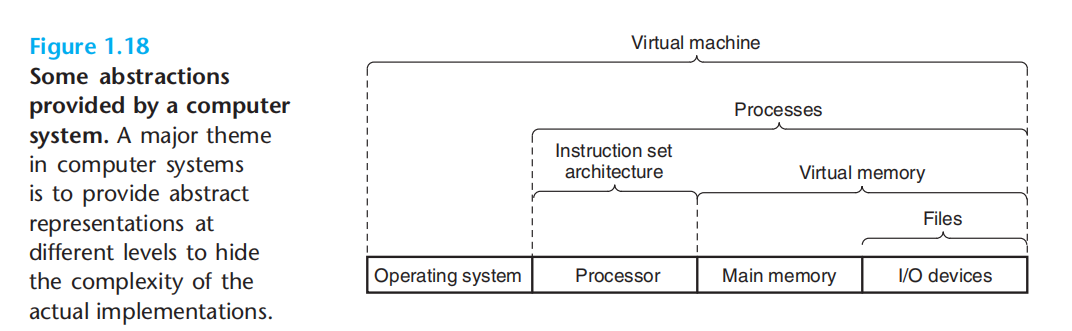 Figure 1.18
Some abstractions
provided by a computer
system. A major theme
in computer systems
is to provide abstract
representations at
different levels to hide
the complexity of the
actual implementations.
Virtual machine
Processes
Instruction set
architecture
Virtual memory
Files
Operating system
Processor
Main memory
I/O devices